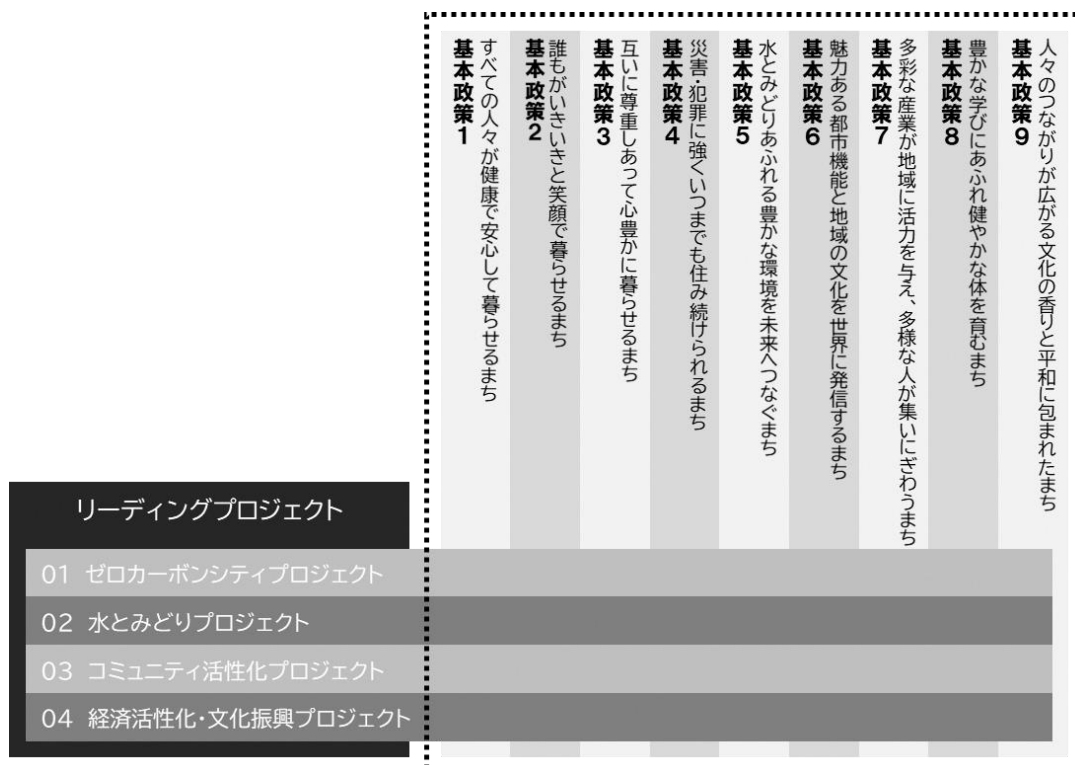 基本政策1
すべての人々が健康で安心して暮らせるまち
基本政策2
誰もがいきいきと笑顔で暮らせるまち
基本政策3
互いに尊重しあって心豊かに暮らせるまち
基本政策4
災害・犯罪に強くいつまでも住み続けられるまち
基本政策5
水とみどりあふれる豊かな環境を未来へつなぐまち
基本政策6
魅力ある都市機能と地域の文化を世界に発信するまち
基本政策7
多彩な産業が地域に活力を与え、多様な人が集いにぎわうまち
基本政策8
豊かな学びにあふれ健やかな体を育むまち
基本政策9
人々のつながりが広がる文化の香りと平和に包まれたまち
リーディングプロジェクト
01 ゼロカーボンシティプロジェクト
02 水とみどりプロジェクト
03 コミュニティ活性化プロジェクト
04 経済活性化・文化振興プロジェクト